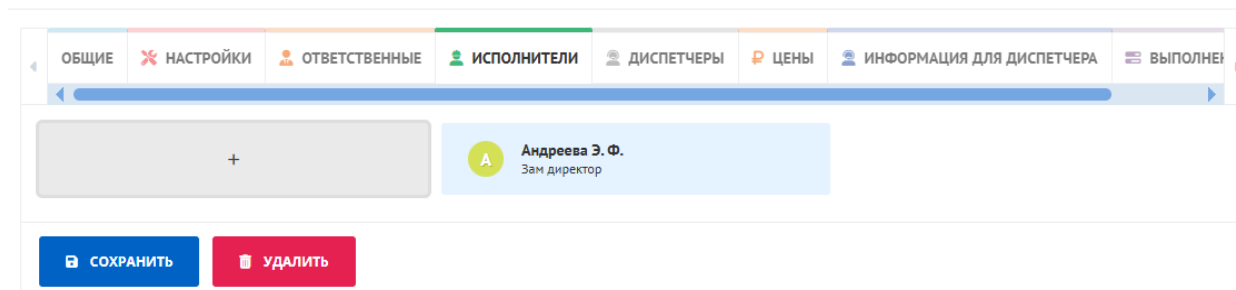 ОБЩИЕ НАСТРОЙКИ ОТВЕТСТВЕННЫЕ ИСПОЛНИТЕЛИ ДИСПЕТЧЕРЫ ₽ ЦЕНЫ ИНФОРМАЦИЯ ДЛЯ ДИСПЕТЧЕРА
+
А
Андреева Э. Ф.
Зам директор
СОХРАНИТЬ УДАЛИТЬ